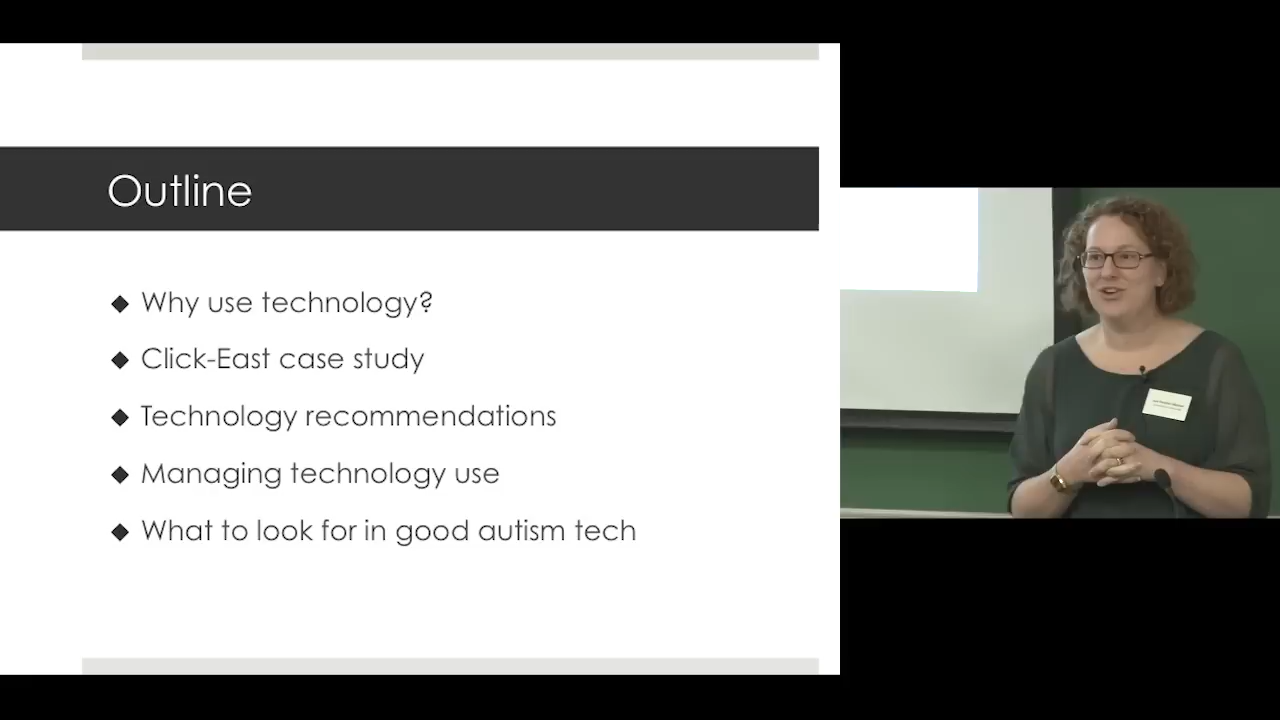 Outline
Why use technology?
Click-East case study
Technology recommendations
Managing technology use
What to look for in good autism tech